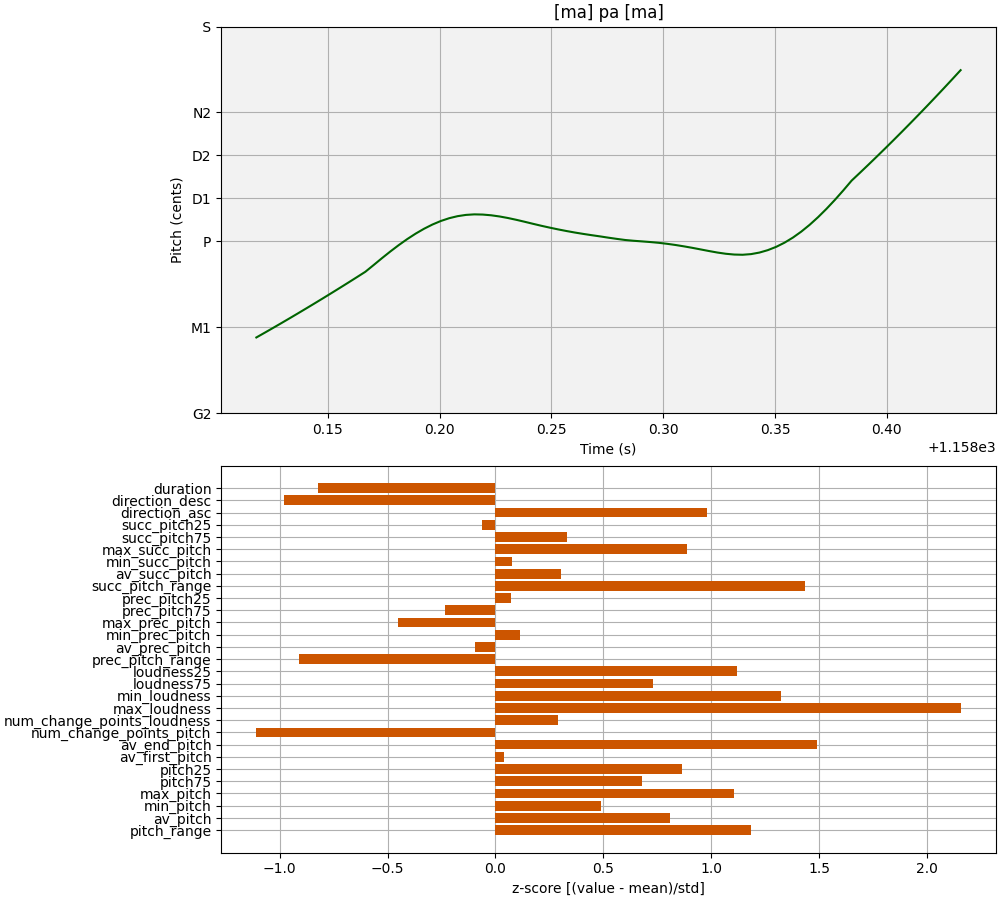 [ma] pa [ma]
S
N2
D2
D1
P
M1
G2
Pitch (cents)
0.15 0.20 0.25 0.30 0.35 0.40
Time (s)
+1.158e3
duration
direction_desc
direction_asc
succ_pitch25
succ_pitch75
max_succ_pitch
min_succ_pitch
av_succ_pitch
succ_pitch_range
prec_pitch25
prec_pitch75
max_prec_pitch
min_prec_pitch
av_prec_pitch
prec_pitch_range
loudness25
loudness75
min_loudness
max_loudness
num_change_points_loudness
num_change_points_pitch
av_end_pitch
av_first_pitch
pitch25
pitch75
max_pitch
min_pitch
av_pitch
pitch_range
−1.0 −0.5 0.0 0.5 1.0 1.5 2.0
z-score [(value - mean)/std]